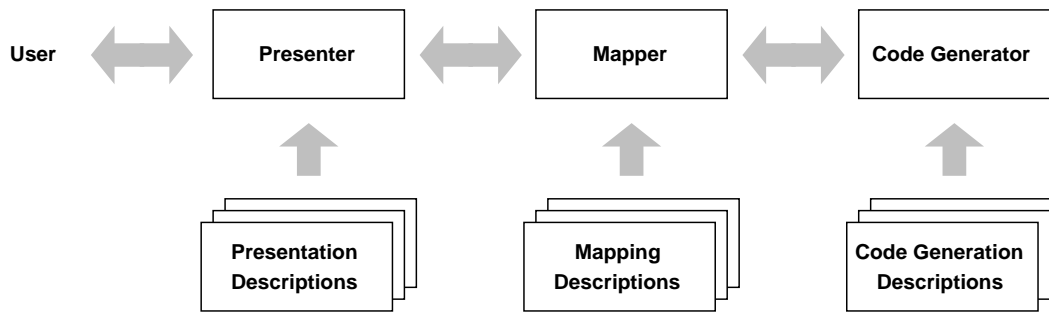 User
Presenter
Mapper
Code Generator
Presentation
Descriptions
Mapping
Descriptions
Code Generation
Descriptions